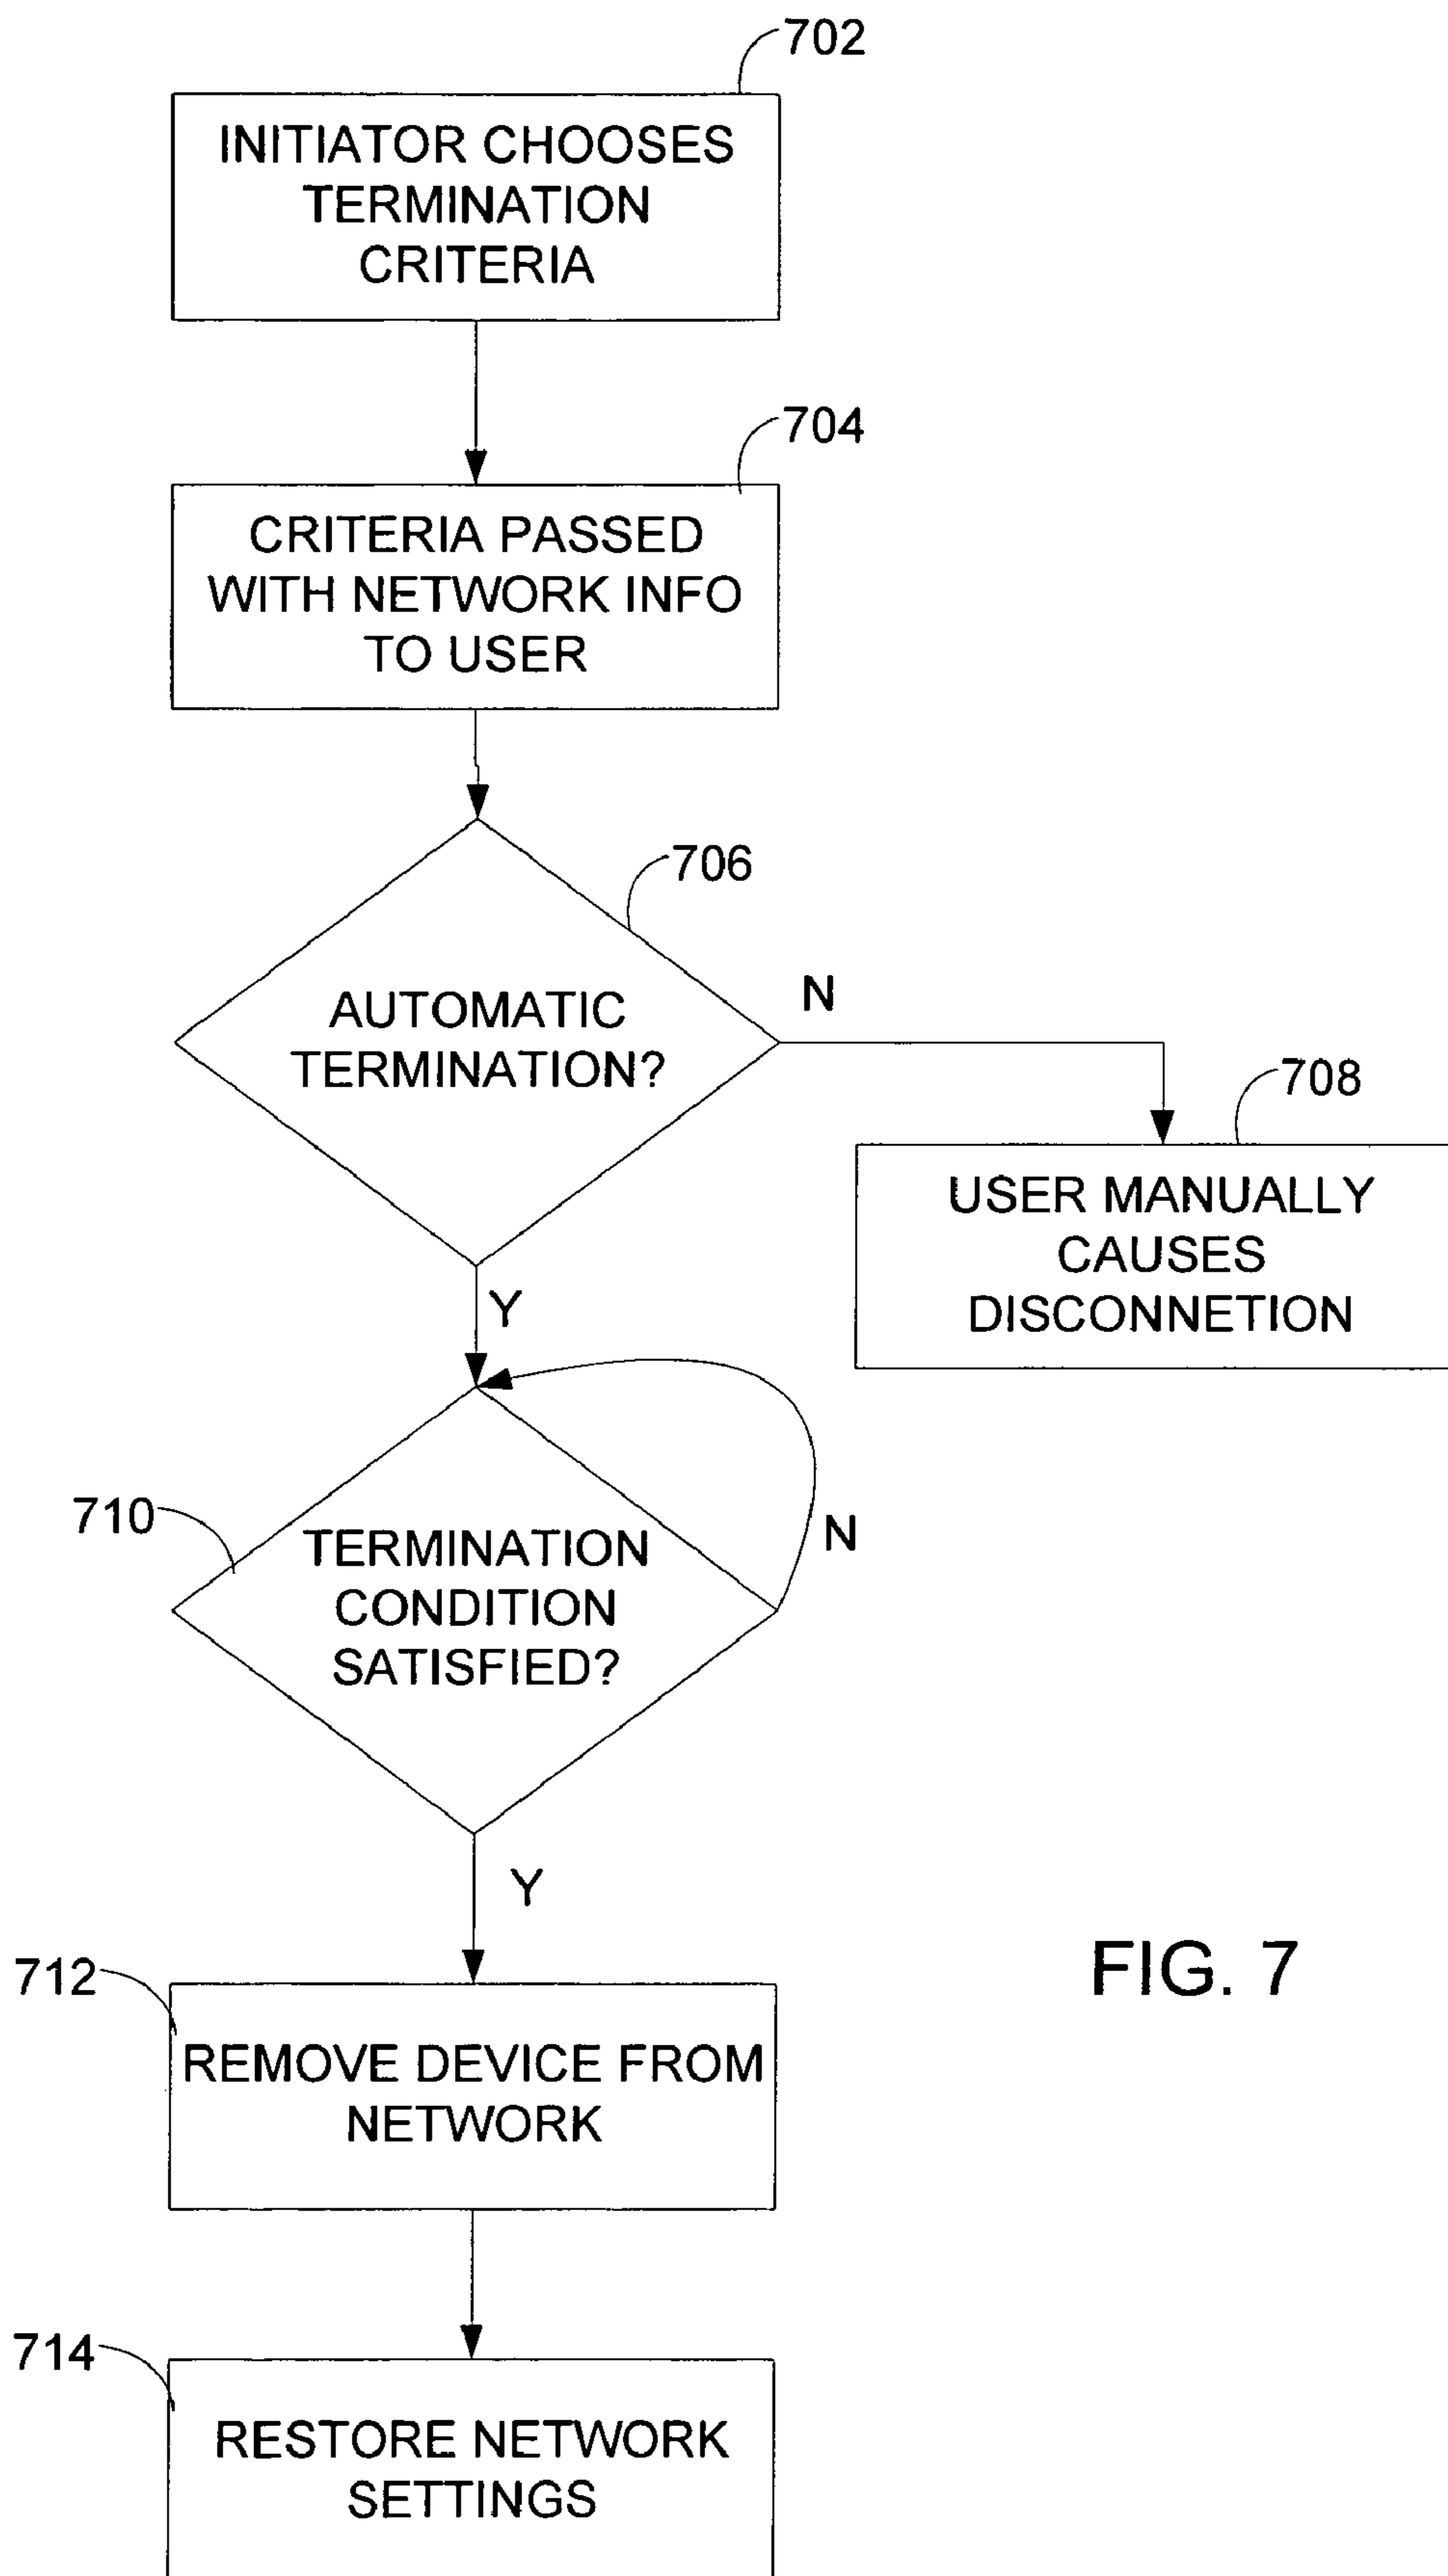 702
INITIATOR CHOOSES
TERMINATION
CRITERIA
704
CRITERIA PASSED
WITH NETWORK INFO
TO USER
706
AUTOMATIC
TERMINATION?
N
708
USER MANUALLY
CAUSES
DISCONNETION
Y
710
TERMINATION
CONDITION
SATISFIED?
N
Y
712
REMOVE DEVICE FROM
NETWORK
714
RESTORE NETWORK
SETTINGS
FIG. 7